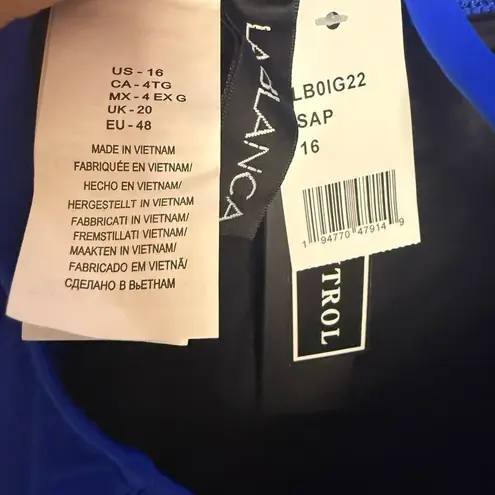 US - 16
CA - 4TG
MX - 4 EX G
UK - 20
EU - 48
MADE IN VIETNAM
FABRIQUÉE EN VIETNAM/
HECHO EN VIETNAM/
HERGESTELLT IN VIETNAM
FABBRICATI IN VIETNAM/
FREMSTILLATI VIETNAM/
MAAKTEN IN VIETNAM/
FABRICADO EM VIETNÃ/
СДЕЛАНО В ВЬЕТНАМ
LA BLANCA
LB0IG22
SAP
16
1 94770 47914 9
TROL